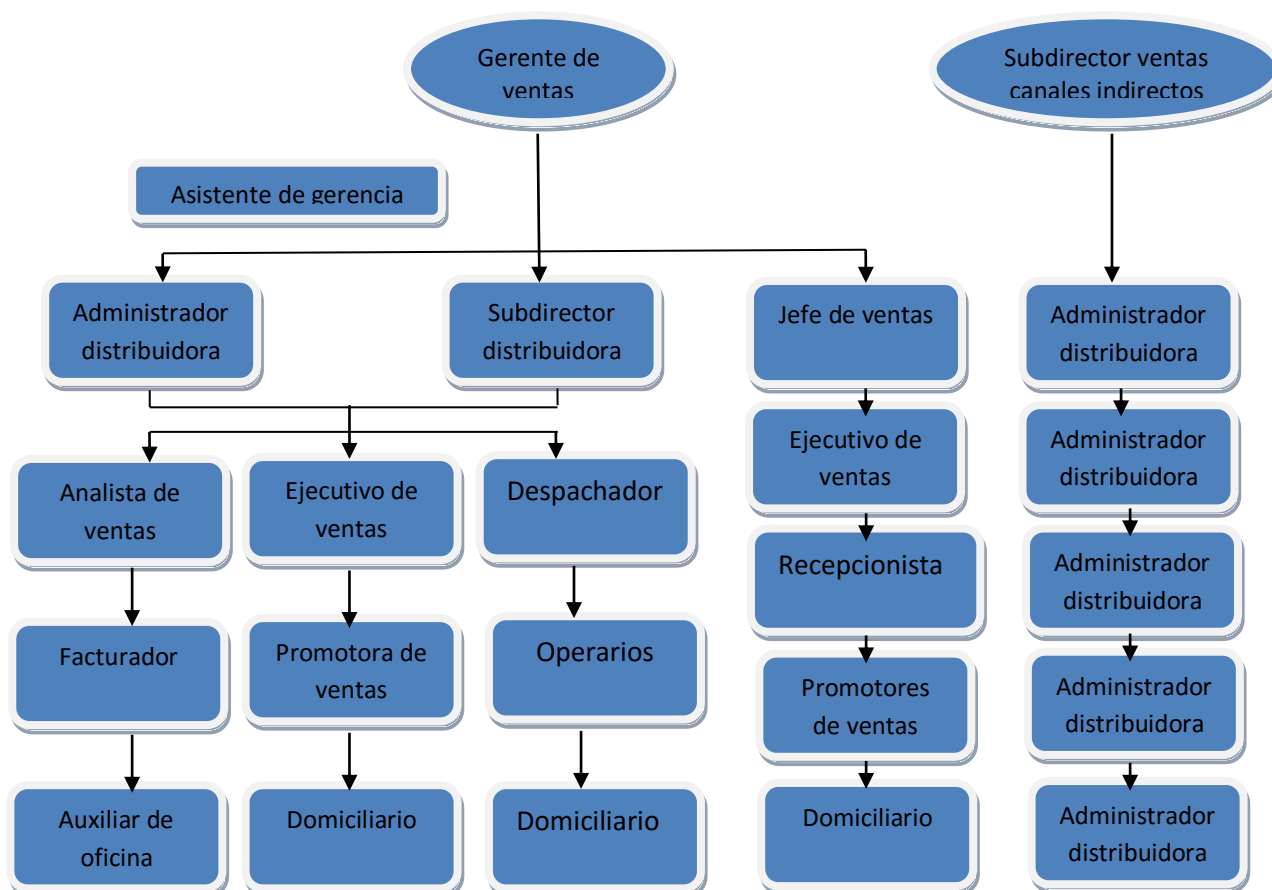 Gerente de
ventas
Subdirector ventas
canales indirectos
Asistente de gerencia
Administrador
distribuidora
Subdirector
distribuidora
Jefe de ventas
Administrador
distribuidora
Analista de
ventas
Ejecutivo de
ventas
Despachador
Ejecutivo de
ventas
Administrador
distribuidora
Recepcionista
Administrador
distribuidora
Facturador
Promotora de
ventas
Operarios
Promotores
de ventas
Administrador
distribuidora
Auxiliar de
oficina
Domiciliario
Domiciliario
Domiciliario
Administrador
distribuidora